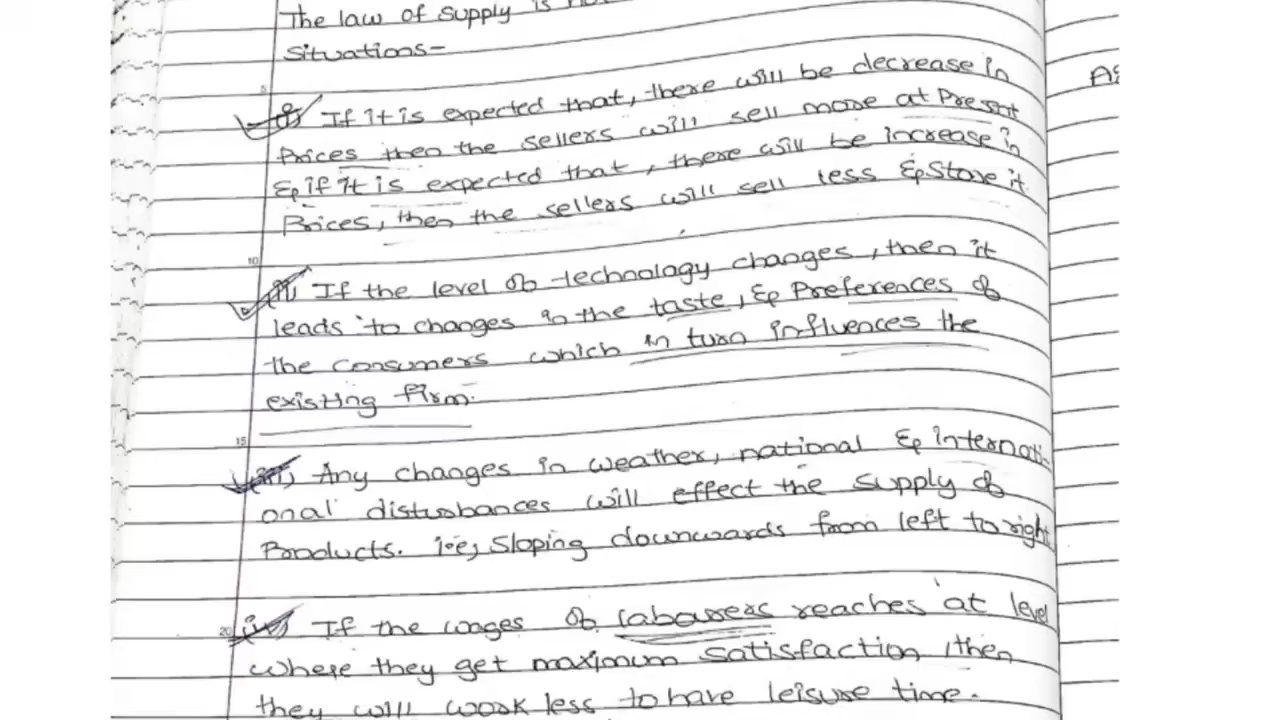 The law of supply is
Situations-
i) If it is expected that, there will be decrease in
Prices then the sellers will sell more at Present
& if it is expected that, there will be increase in
Prices, then the sellers will sell less & Store it.
ii) If the level of technology changes, then it
leads to changes in the taste, & Preferences of
the consumers which in turn influences the
existing firm.
iii) Any changes in weather, national & internati-
onal disturbances will effect the supply of
Products. i.e, Sloping downwards from left to right
iv) If the wages of labourers reaches at level
where they get maximum satisfaction, then
they will work less to have leisure time.
5
10
15
20